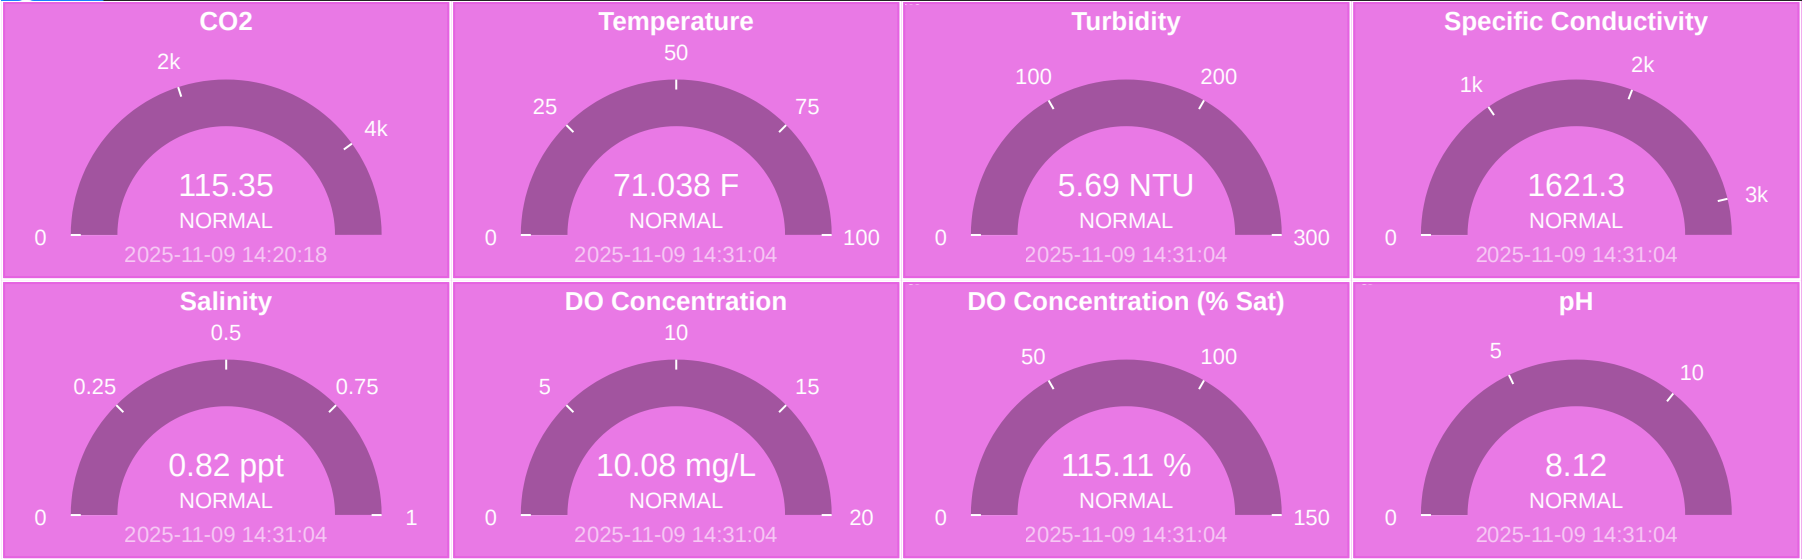 CO2
2k
4k
0
115.35
NORMAL
2025-11-09 14:20:18
Temperature
50
25
75
0
100
71.038 F
NORMAL
2025-11-09 14:31:04
Turbidity
100
200
0
300
5.69 NTU
NORMAL
2025-11-09 14:31:04
Specific Conductivity
2k
1k
3k
0
1621.3
NORMAL
2025-11-09 14:31:04
Salinity
0.5
0.25
0.75
0
1
0.82 ppt
NORMAL
2025-11-09 14:31:04
DO Concentration
10
5
15
0
20
10.08 mg/L
NORMAL
2025-11-09 14:31:04
DO Concentration (% Sat)
50
100
0
150
115.11 %
NORMAL
2025-11-09 14:31:04
pH
5
10
0
8.12
NORMAL
2025-11-09 14:31:04